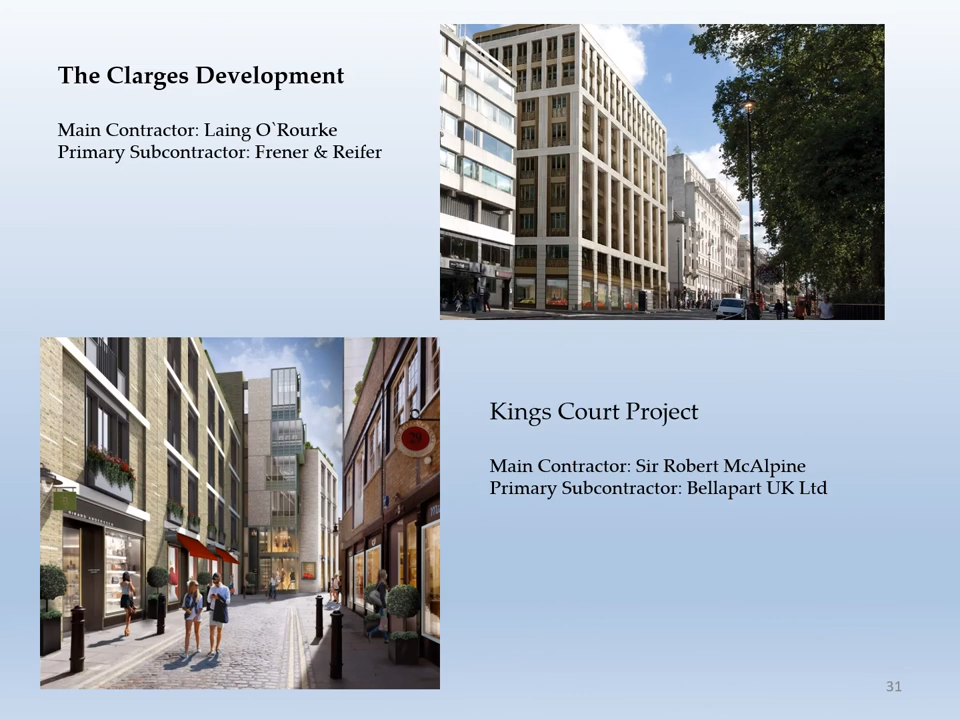 The Clarges Development
Main Contractor: Laing O`Rourke
Primary Subcontractor: Frener & Reifer
29
Kings Court Project
Main Contractor: Sir Robert McAlpine
Primary Subcontractor: Bellapart UK Ltd
31